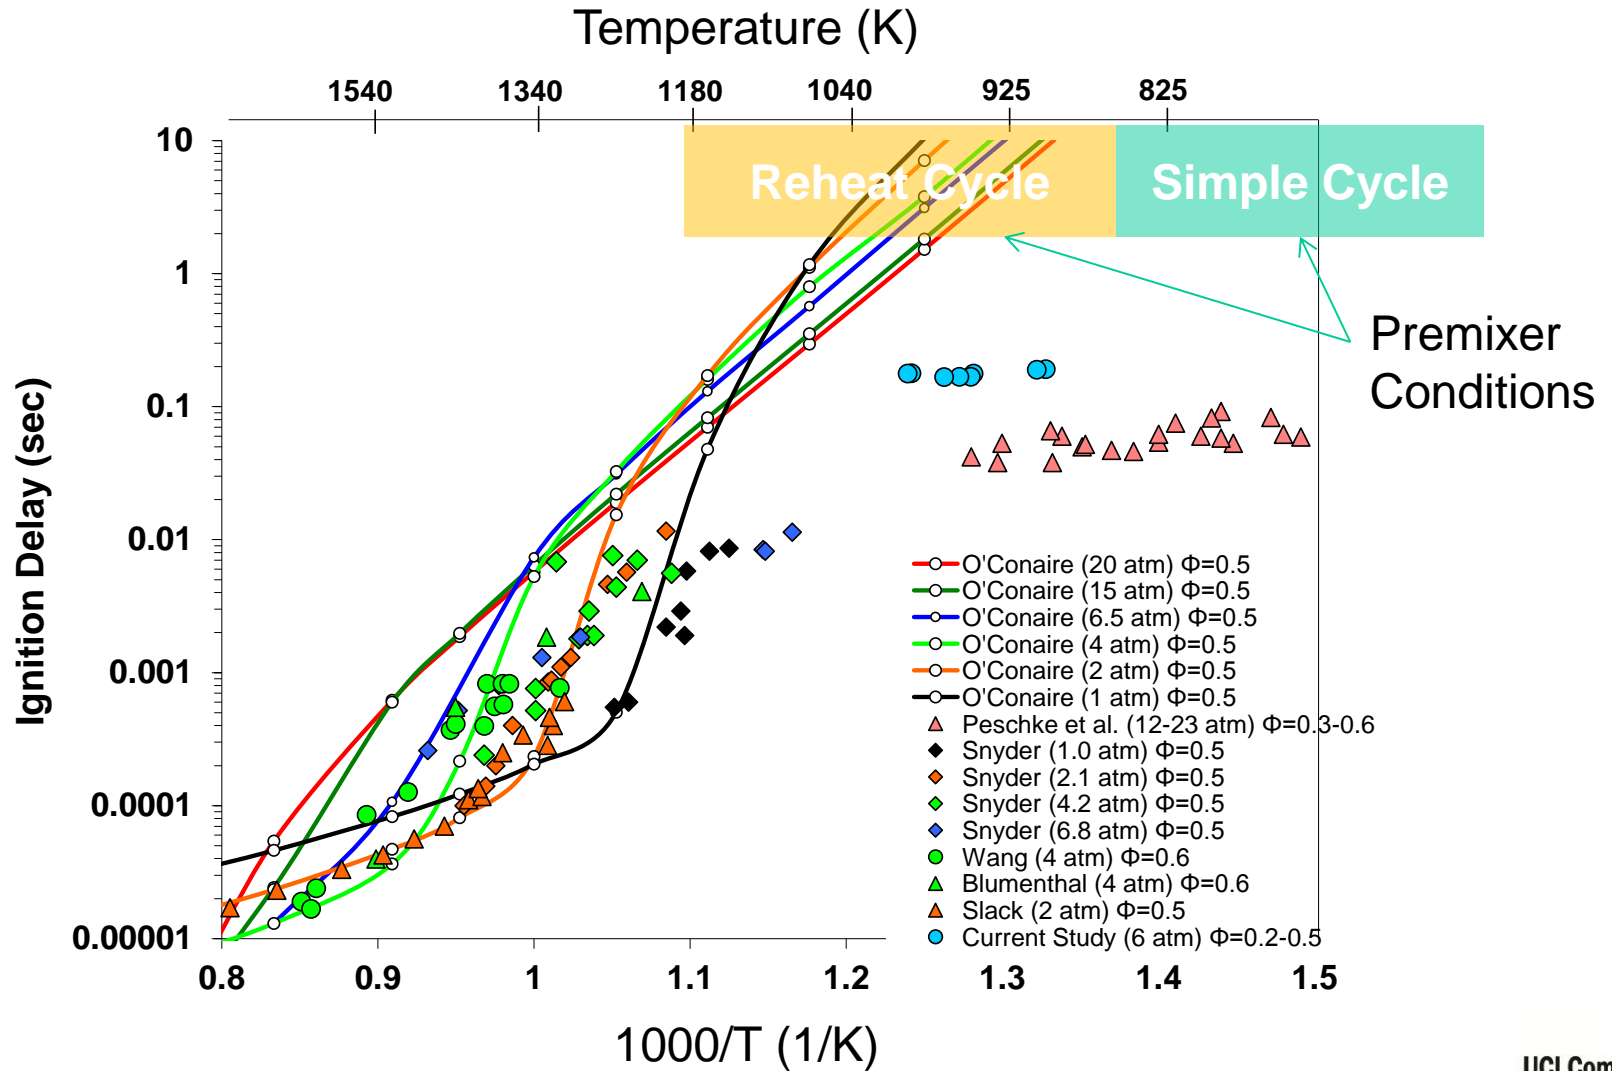 Temperature (K)
1540 1340 1180 1040 925 825
10
1
0.1
0.01
0.001
0.0001
0.00001
Ignition Delay (sec)
Reheat Cycle
Simple Cycle
Premixer
Conditions
O'Conaire (20 atm) Φ=0.5
O'Conaire (15 atm) Φ=0.5
O'Conaire (6.5 atm) Φ=0.5
O'Conaire (4 atm) Φ=0.5
O'Conaire (2 atm) Φ=0.5
O'Conaire (1 atm) Φ=0.5
Peschke et al. (12-23 atm) Φ=0.3-0.6
Snyder (1.0 atm) Φ=0.5
Snyder (2.1 atm) Φ=0.5
Snyder (4.2 atm) Φ=0.5
Snyder (6.8 atm) Φ=0.5
Wang (4 atm) Φ=0.6
Blumenthal (4 atm) Φ=0.6
Slack (2 atm) Φ=0.5
Current Study (6 atm) Φ=0.2-0.5
0.8 0.9 1 1.1 1.2 1.3 1.4 1.5
1000/T (1/K)